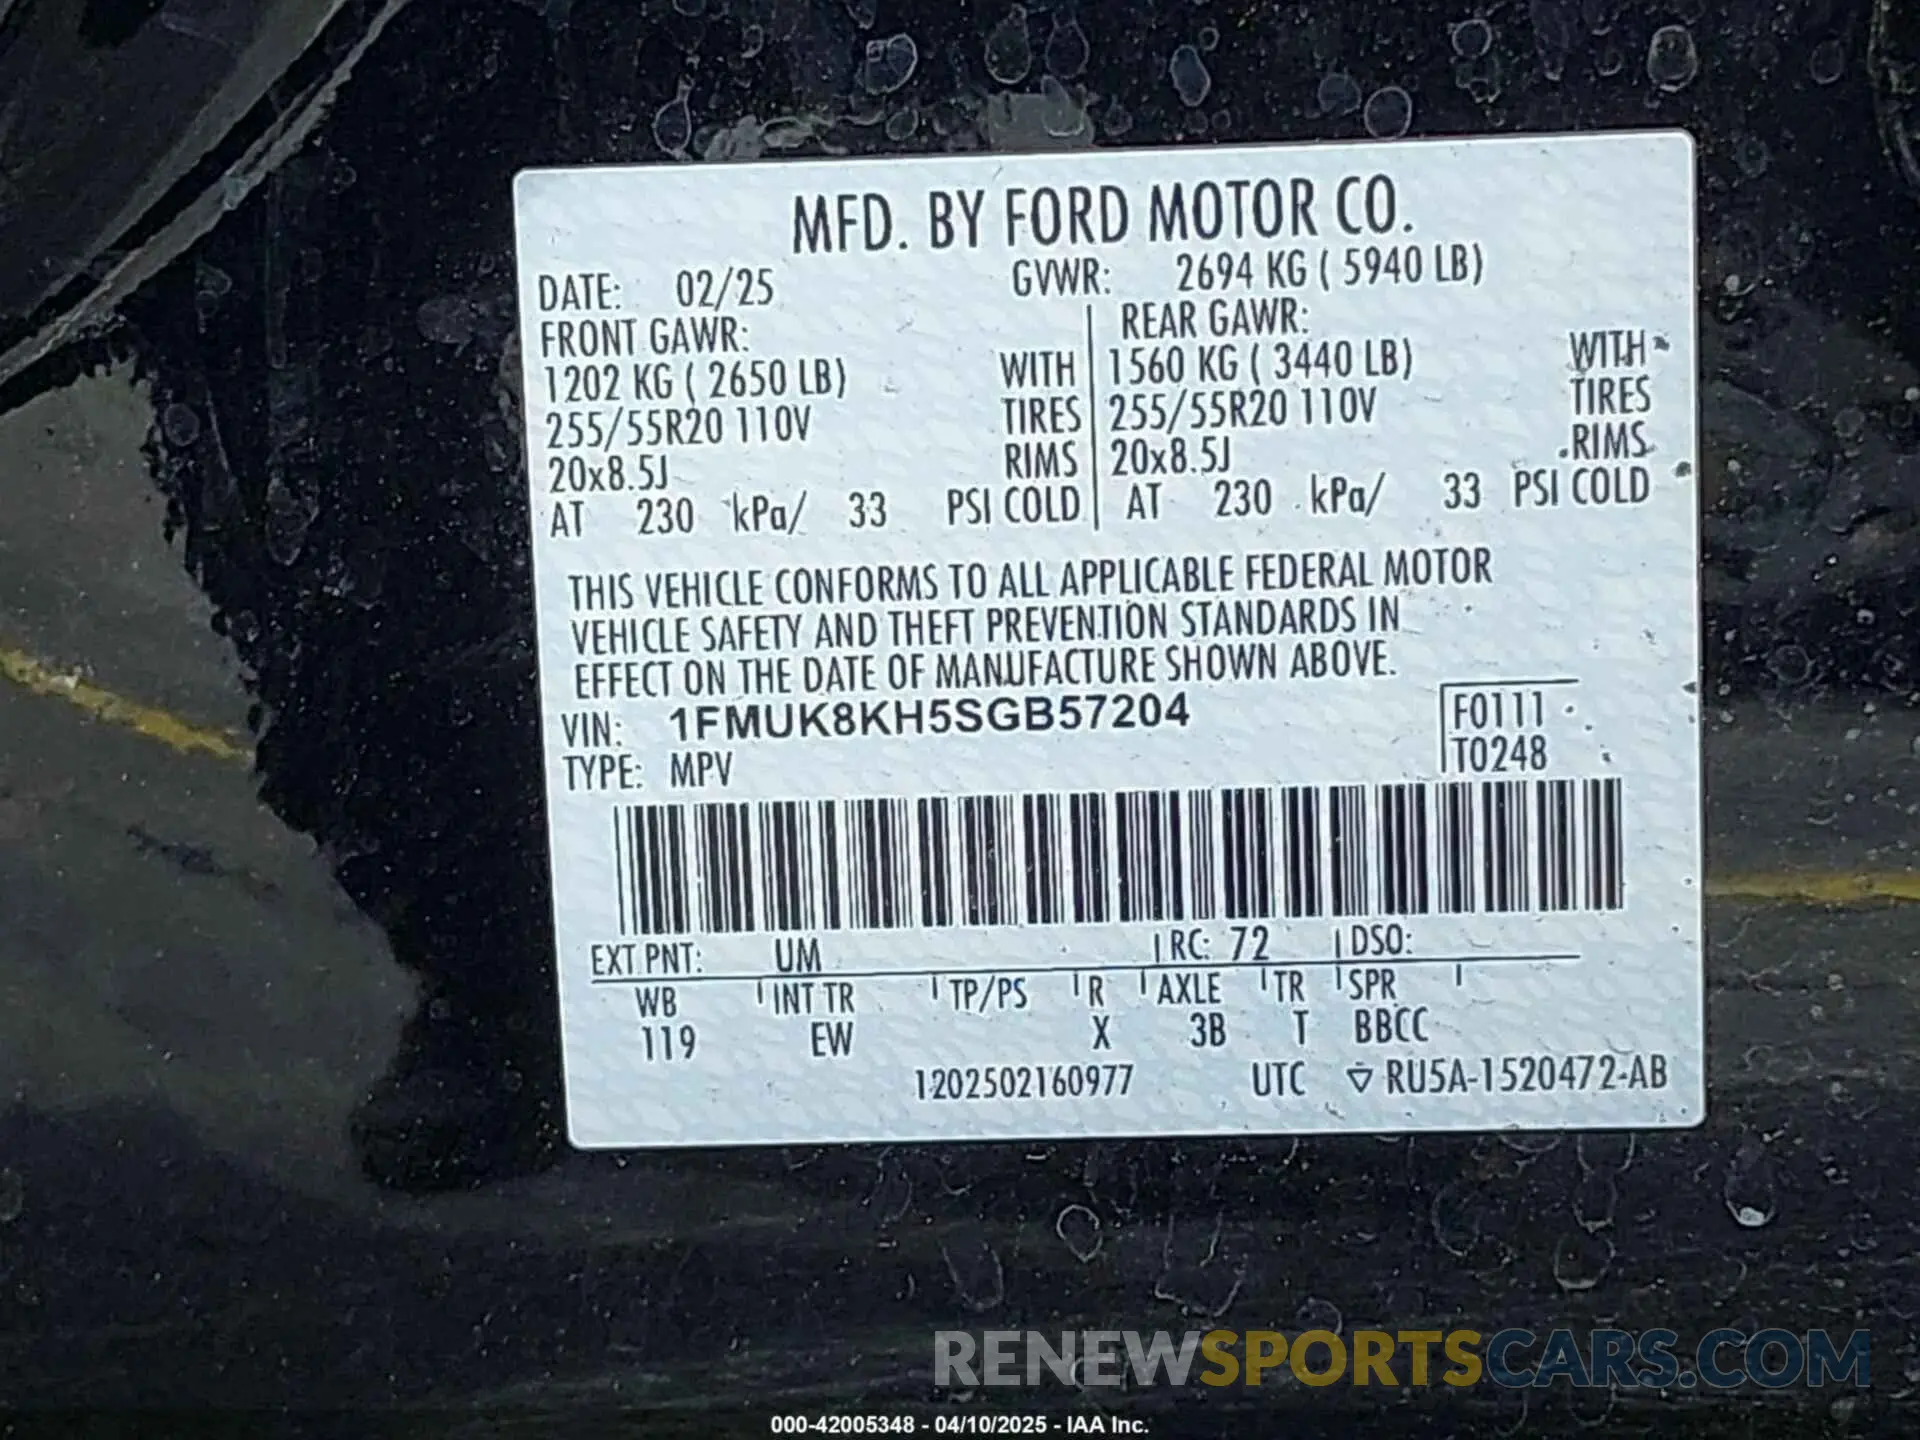 MFD. BY FORD MOTOR CO.
DATE: 02/25 GVWR: 2694 KG ( 5940 LB)
FRONT GAWR: REAR GAWR:
1202 KG ( 2650 LB) WITH 1560 KG ( 3440 LB) WITH
255/55R20 110V TIRES 255/55R20 110V TIRES
20x8.5J RIMS 20x8.5J RIMS
AT 230 kPa/ 33 PSI COLD AT 230 kPa/ 33 PSI COLD
THIS VEHICLE CONFORMS TO ALL APPLICABLE FEDERAL MOTOR
VEHICLE SAFETY AND THEFT PREVENTION STANDARDS IN
EFFECT ON THE DATE OF MANUFACTURE SHOWN ABOVE.
VIN: 1FMUK8KH5SGB57204 F0111
TYPE: MPV T0248
EXT PNT: UM RC: 72 DSO:
WB INT TR TP/PS R AXLE TR SPR
119 EW X 3B T BBCC
1202502160977 UTC RU5A-1520472-AB
RENEWSPORTSCARS.COM
000-42005348 - 04/10/2025 - IAA Inc.